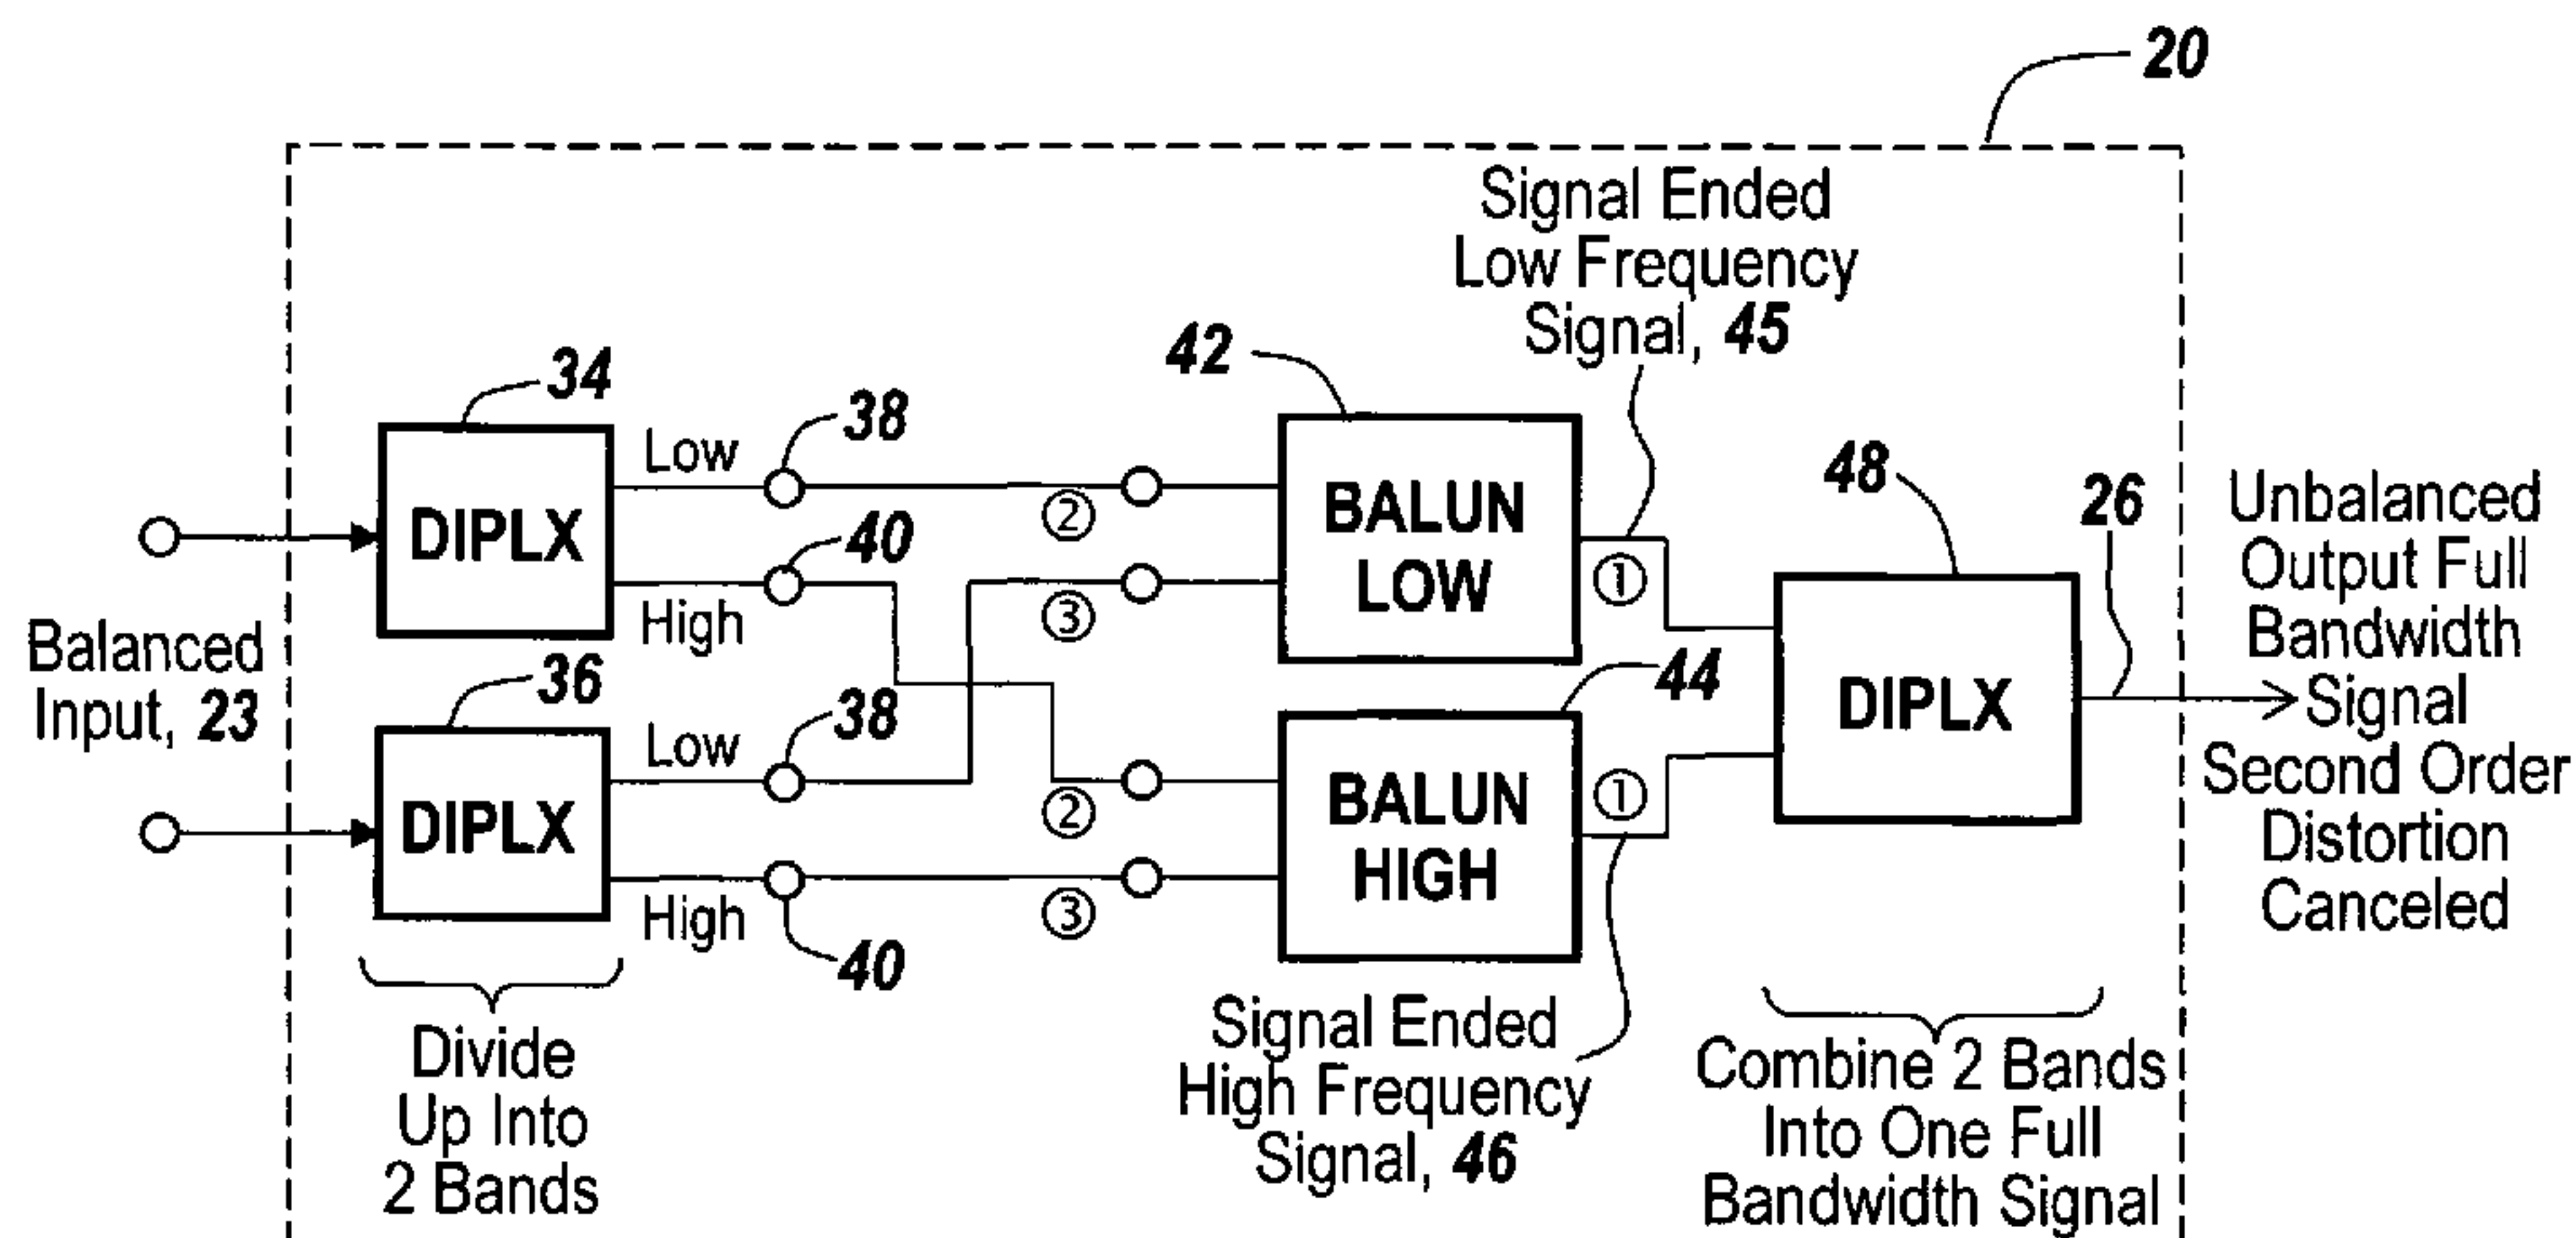 20
Signal Ended
Low Frequency
Signal, 45
42
34
Low
38
②
DIPLX
High
40
③
BALUN
LOW
①
48
26
Unbalanced
Output Full
Bandwidth
Signal
Second Order
Distortion
Canceled
Balanced
Input, 23
36
Low
38
②
DIPLX
High
40
③
44
BALUN
HIGH
①
DIPLX
Divide
Up Into
2 Bands
Signal Ended
High Frequency
Signal, 46
Combine 2 Bands
Into One Full
Bandwidth Signal